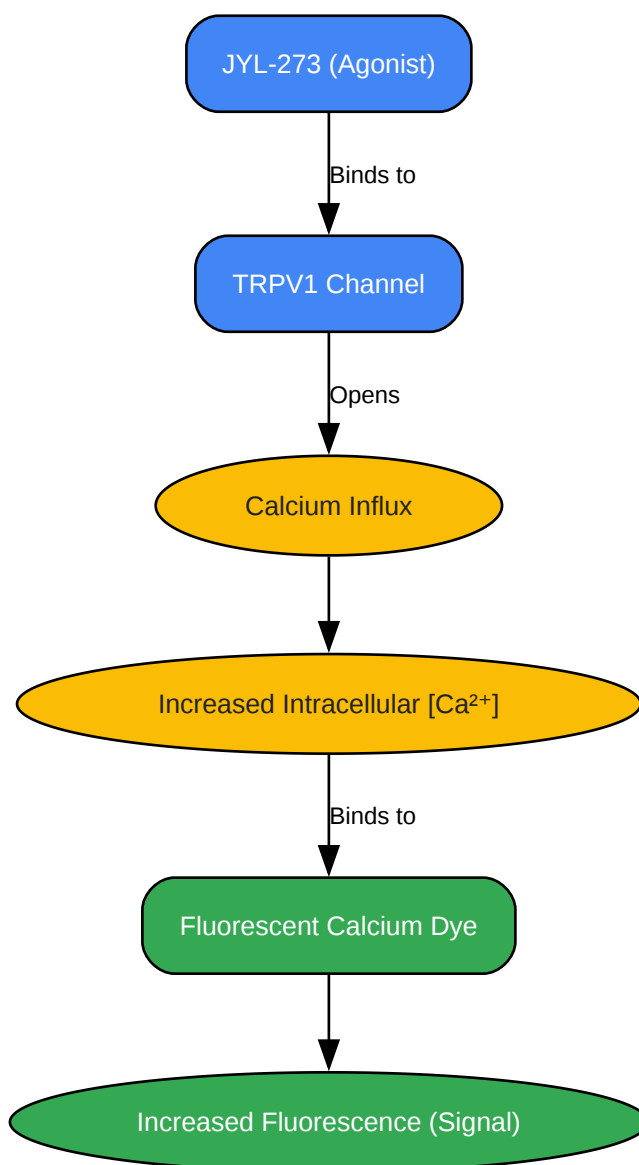 JYL-273 (Agonist)
Binds to
TRPV1 Channel
Opens
Calcium Influx
Increased Intracellular [Ca²⁺]
Binds to
Fluorescent Calcium Dye
Increased Fluorescence (Signal)